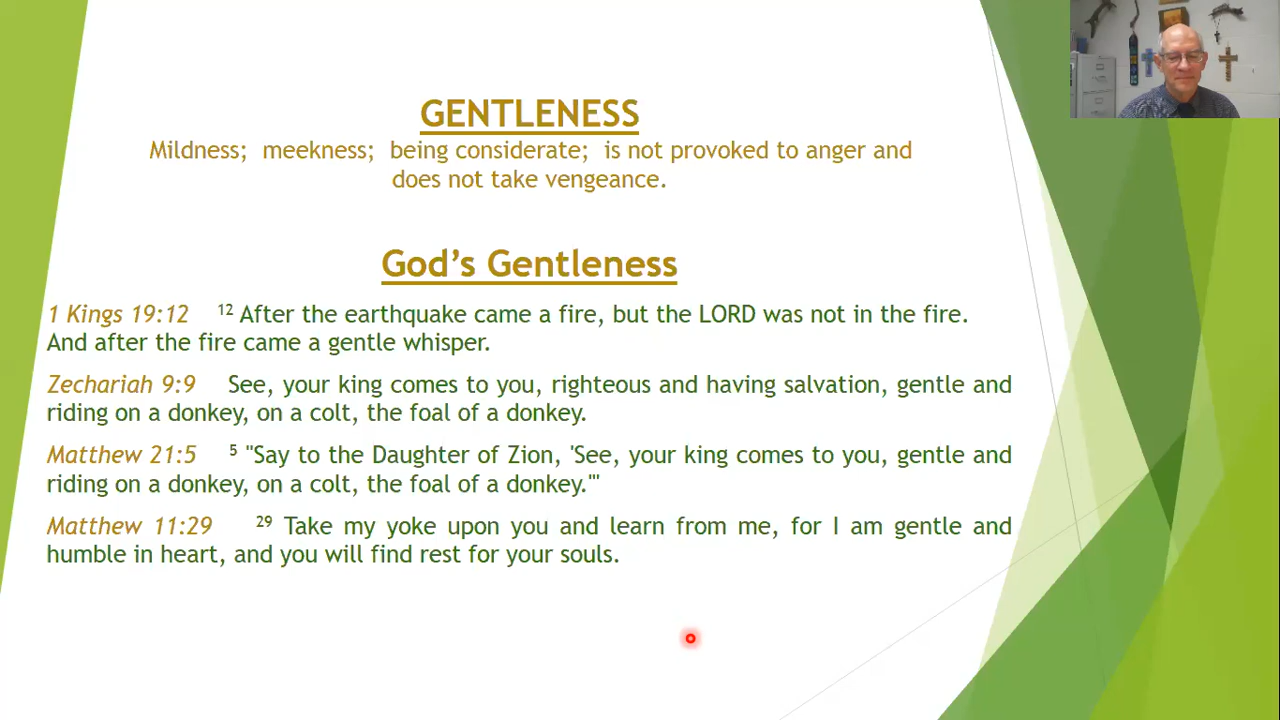 GENTLENESS
Mildness; meekness; being considerate; is not provoked to anger and
does not take vengeance.
God's Gentleness
1 Kings 19:12 ¹² After the earthquake came a fire, but the LORD was not in the fire.
And after the fire came a gentle whisper.
Zechariah 9:9 See, your king comes to you, righteous and having salvation, gentle and
riding on a donkey, on a colt, the foal of a donkey.
Matthew 21:5 ⁵ "Say to the Daughter of Zion, 'See, your king comes to you, gentle and
riding on a donkey, on a colt, the foal of a donkey.'"
Matthew 11:29 ²⁹ Take my yoke upon you and learn from me, for I am gentle and
humble in heart, and you will find rest for your souls.